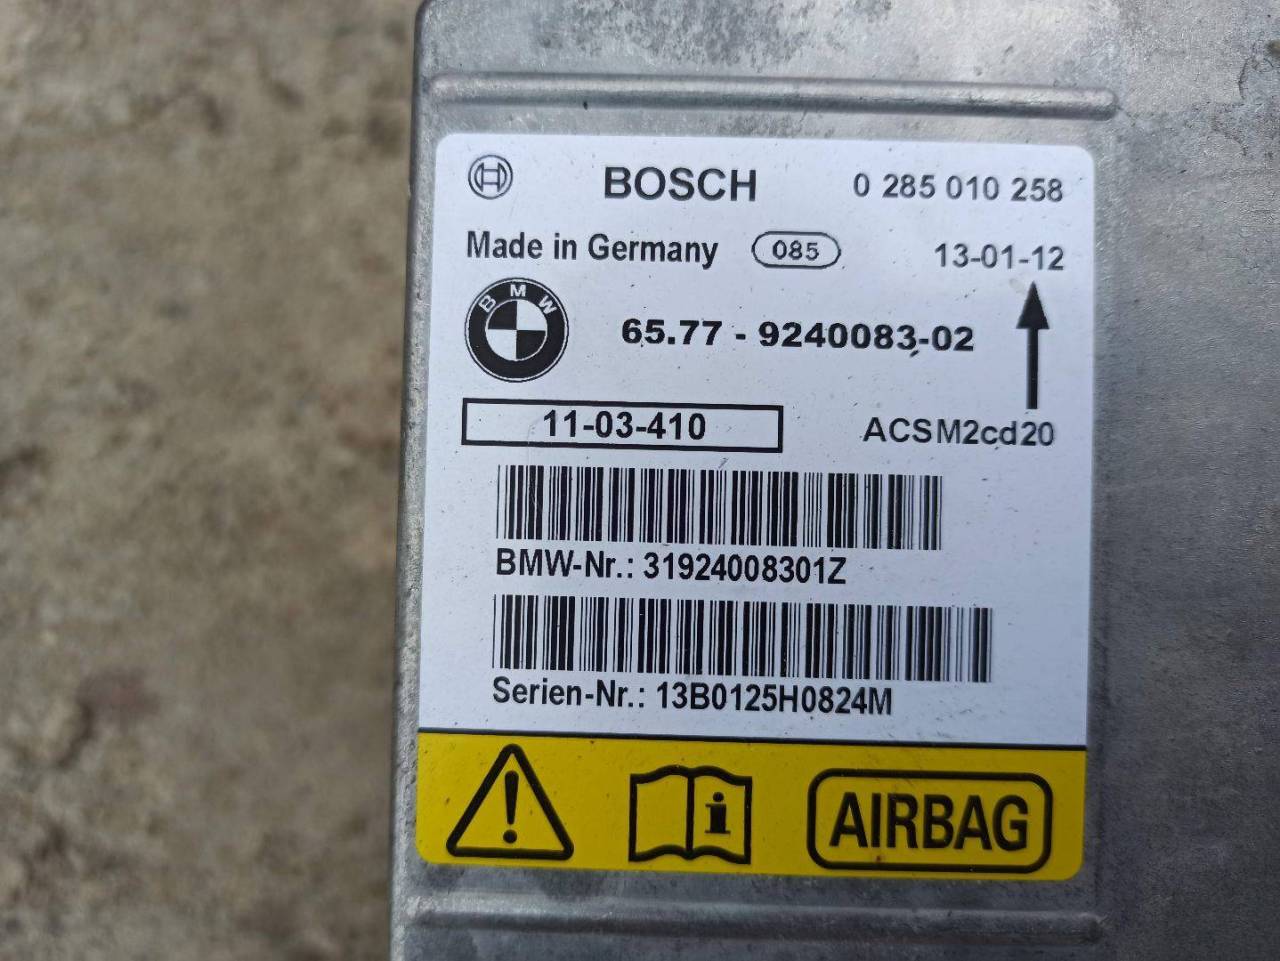 BOSCH 0 285 010 258
Made in Germany 085 13-01-12
BMW 65.77 - 9240083-02
11-03-410 ACSM2cd20
BMW-Nr.: 31924008301Z
Serien-Nr.: 13B0125H0824M
AIRBAG